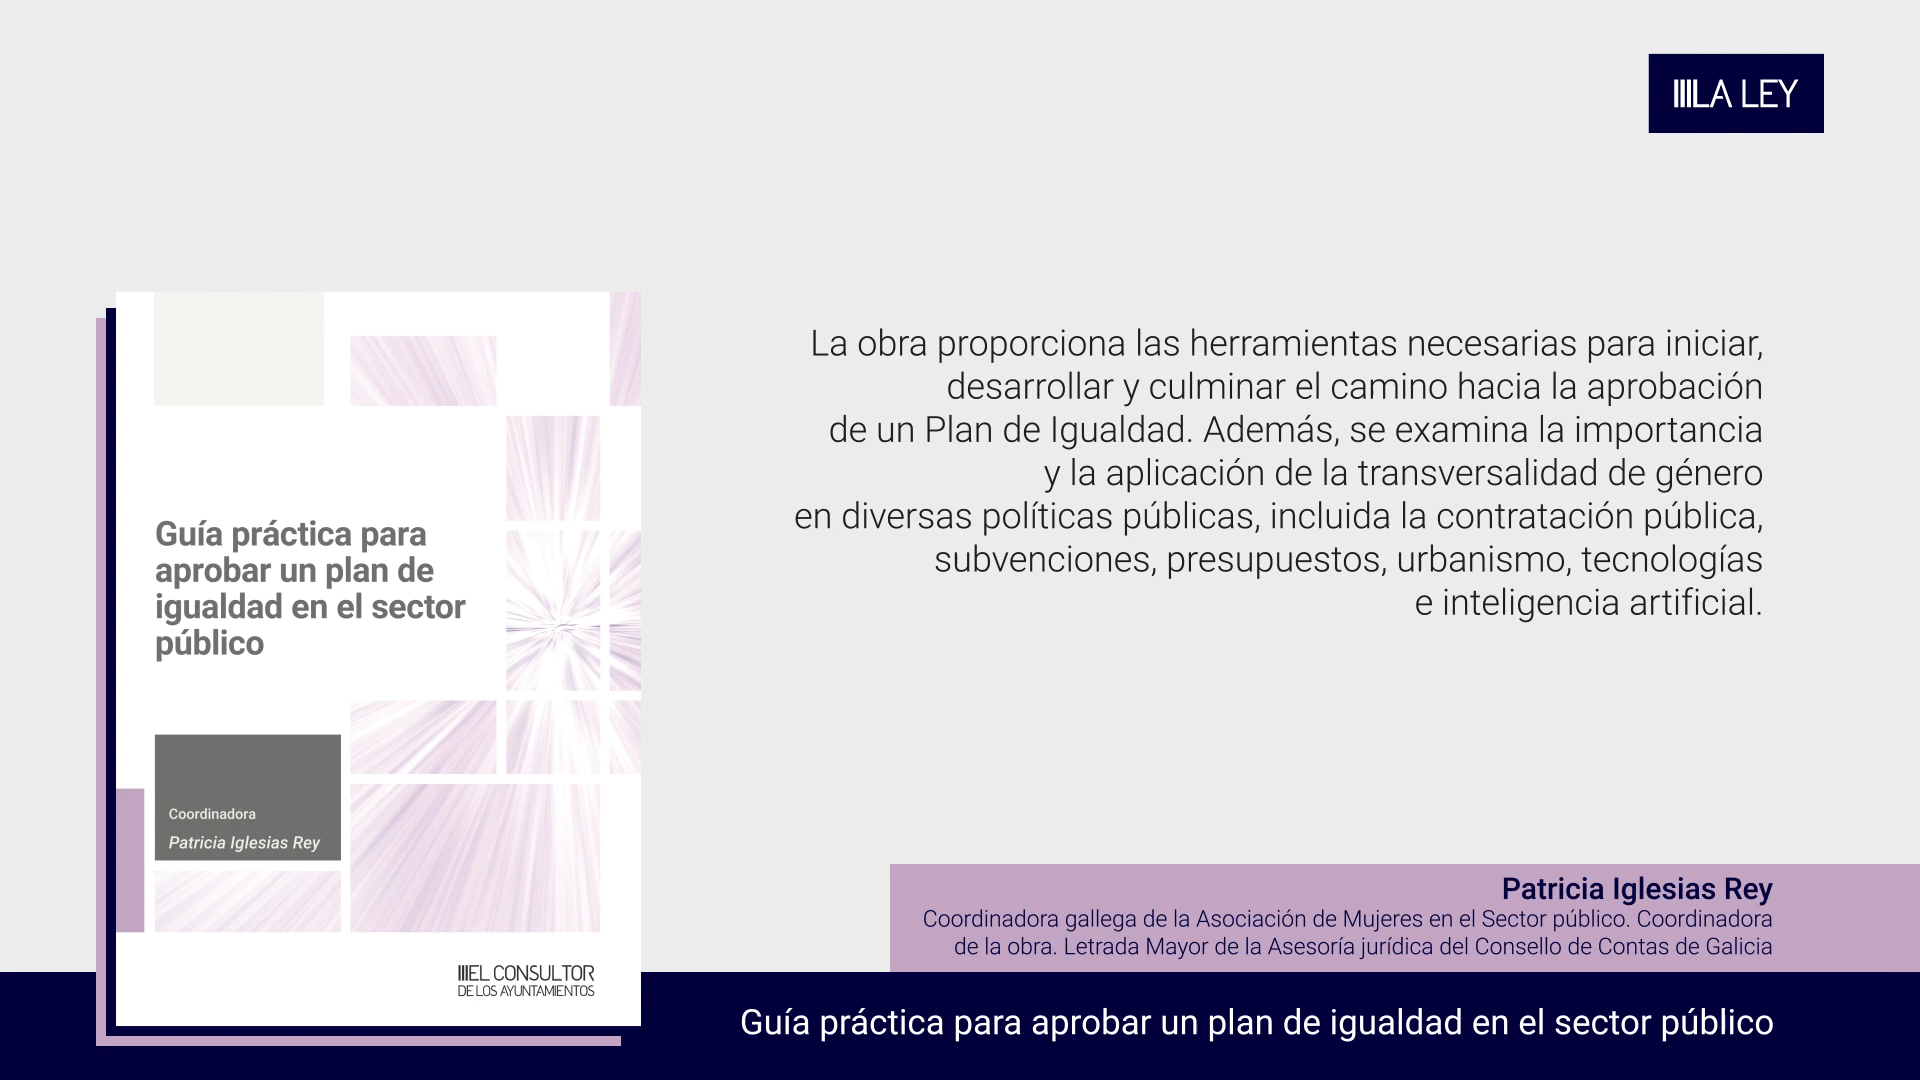 LA LEY
La obra proporciona las herramientas necesarias para iniciar,
desarrollar y culminar el camino hacia la aprobación
de un Plan de Igualdad. Además, se examina la importancia
y la aplicación de la transversalidad de género
en diversas políticas públicas, incluida la contratación pública,
subvenciones, presupuestos, urbanismo, tecnologías
e inteligencia artificial.
Guía práctica para
aprobar un plan de
igualdad en el sector
público
Coordinadora
Patricia Iglesias Rey
EL CONSULTOR
DE LOS AYUNTAMIENTOS
Patricia Iglesias Rey
Coordinadora gallega de la Asociación de Mujeres en el Sector público. Coordinadora
de la obra. Letrada Mayor de la Asesoría jurídica del Consello de Contas de Galicia
Guía práctica para aprobar un plan de igualdad en el sector público